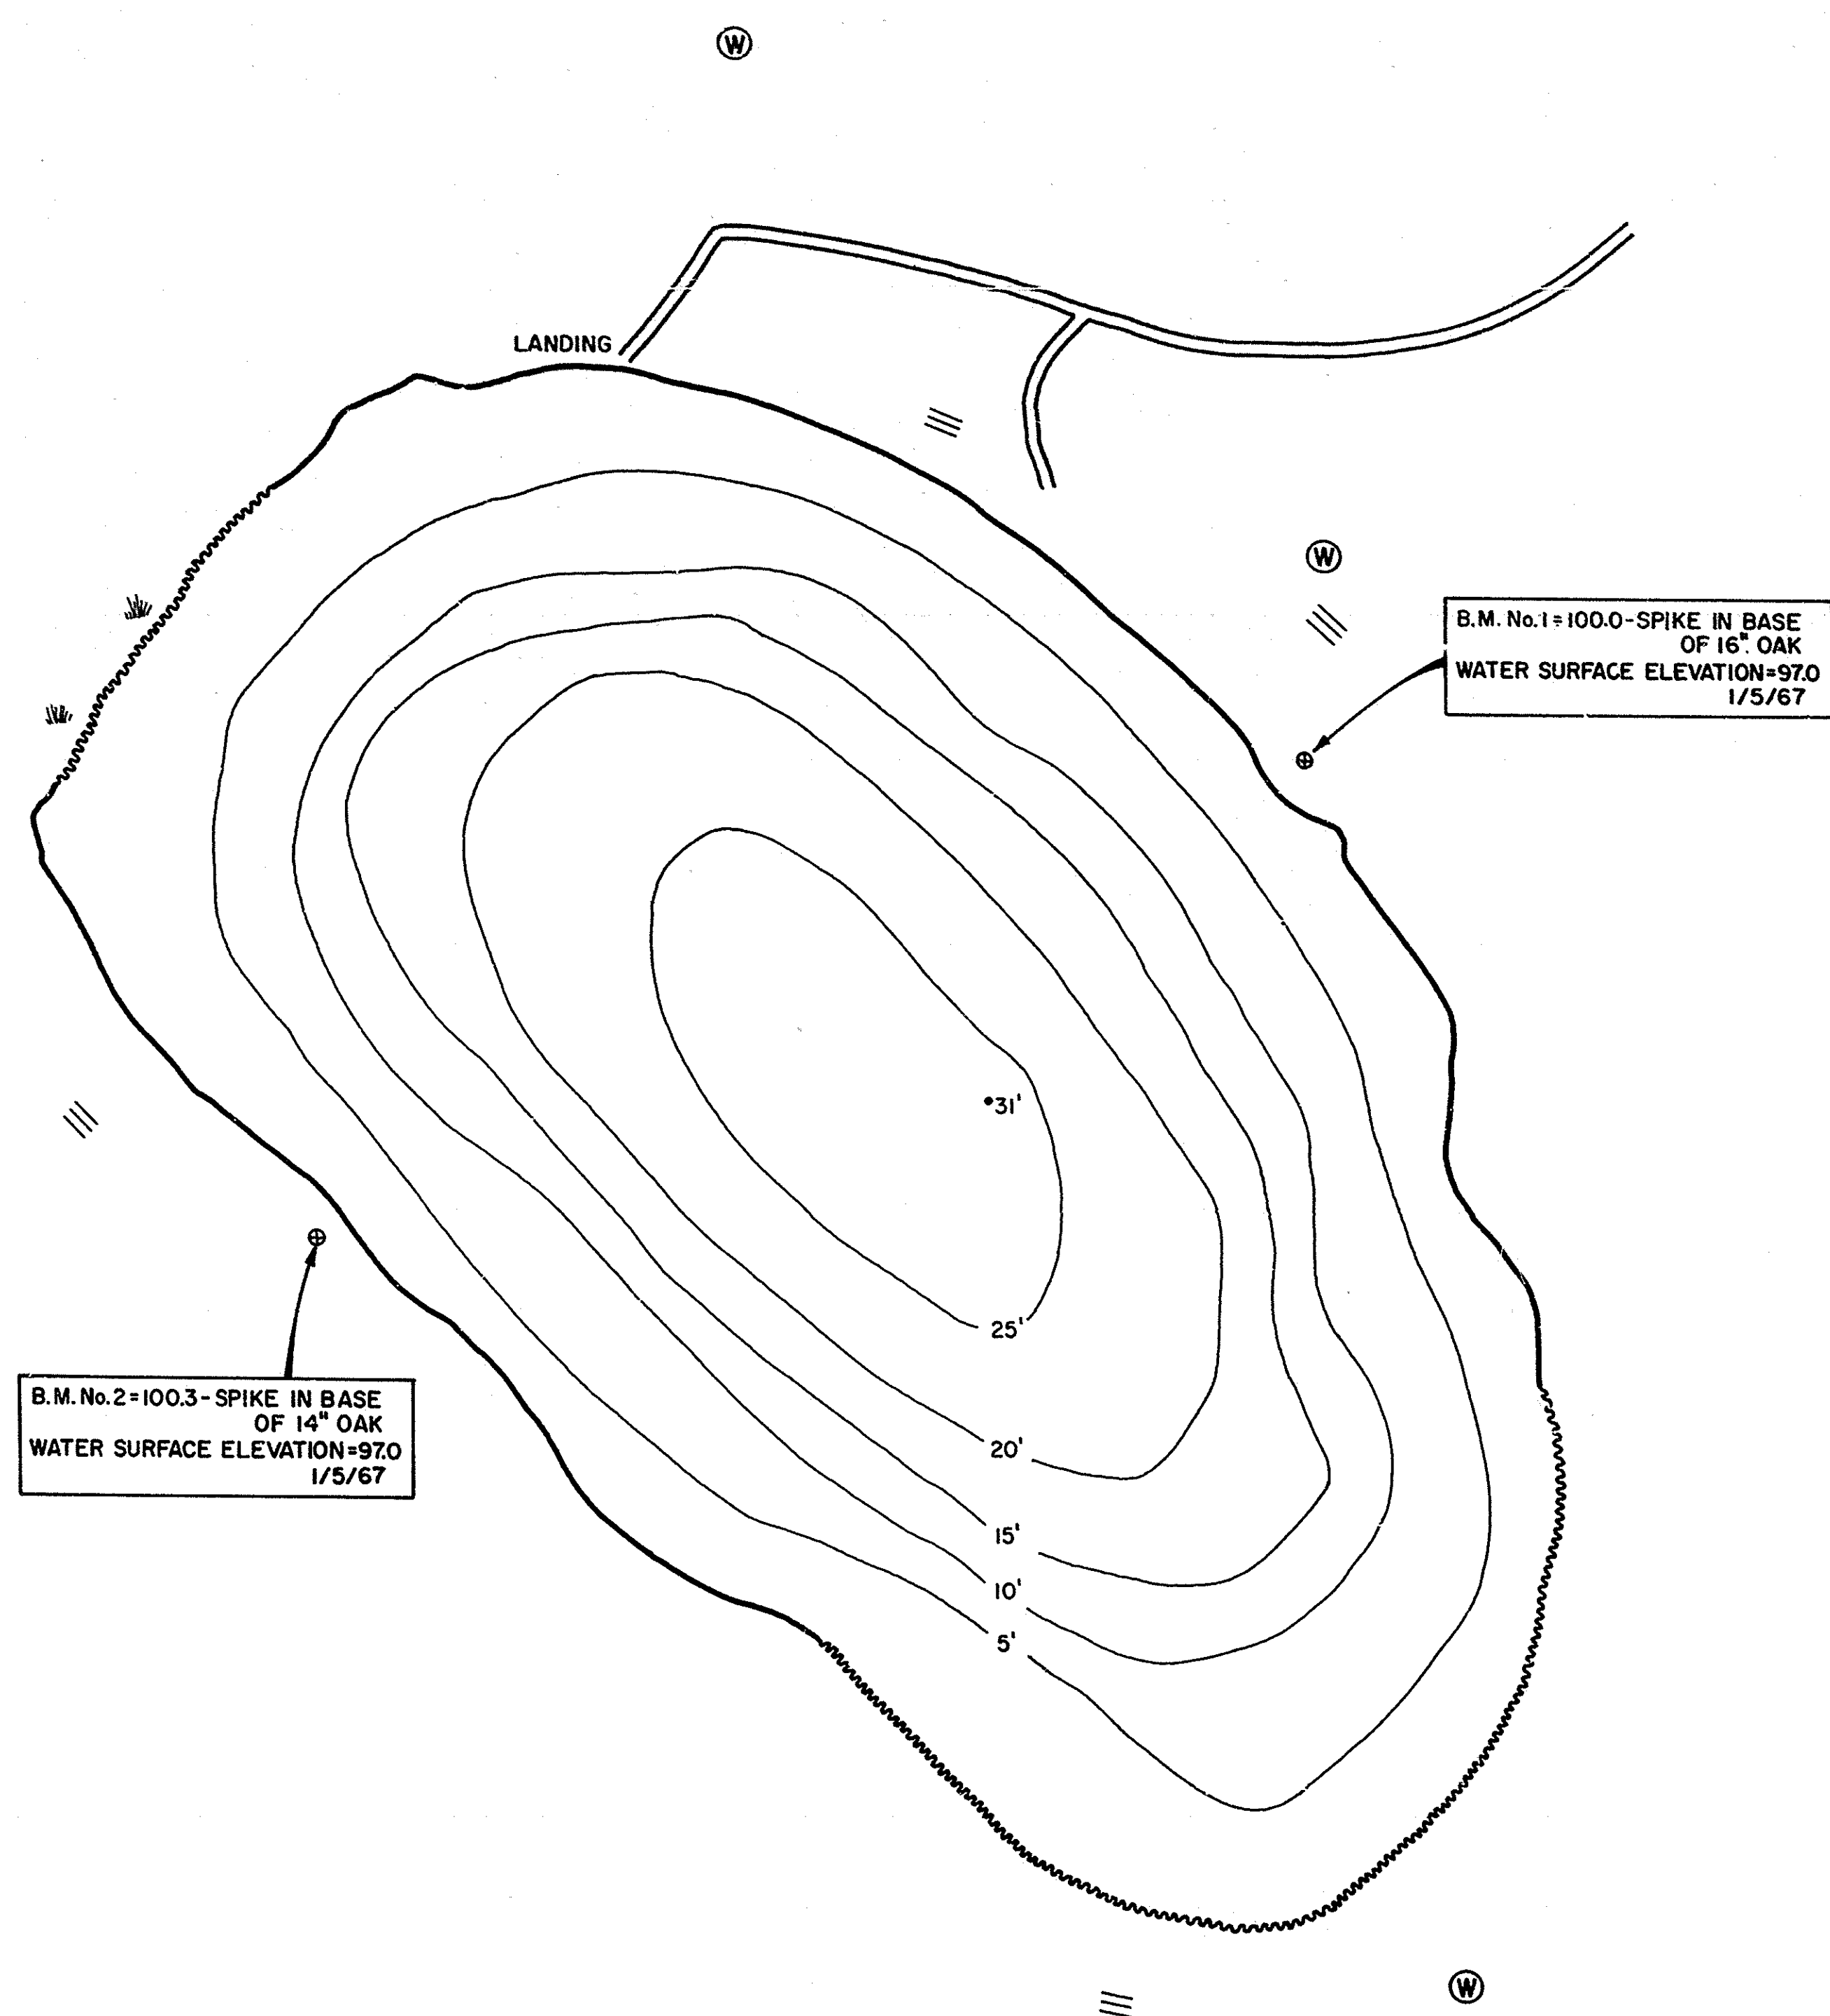 W
LANDING
W
B.M. No. 1 = 100.0 - SPIKE IN BASE
OF 16" OAK
WATER SURFACE ELEVATION = 97.0
1/5/67
31'
25'
B.M. No. 2 = 100.3 - SPIKE IN BASE
OF 14" OAK
WATER SURFACE ELEVATION = 97.0
1/5/67
20'
15'
10'
5'
W